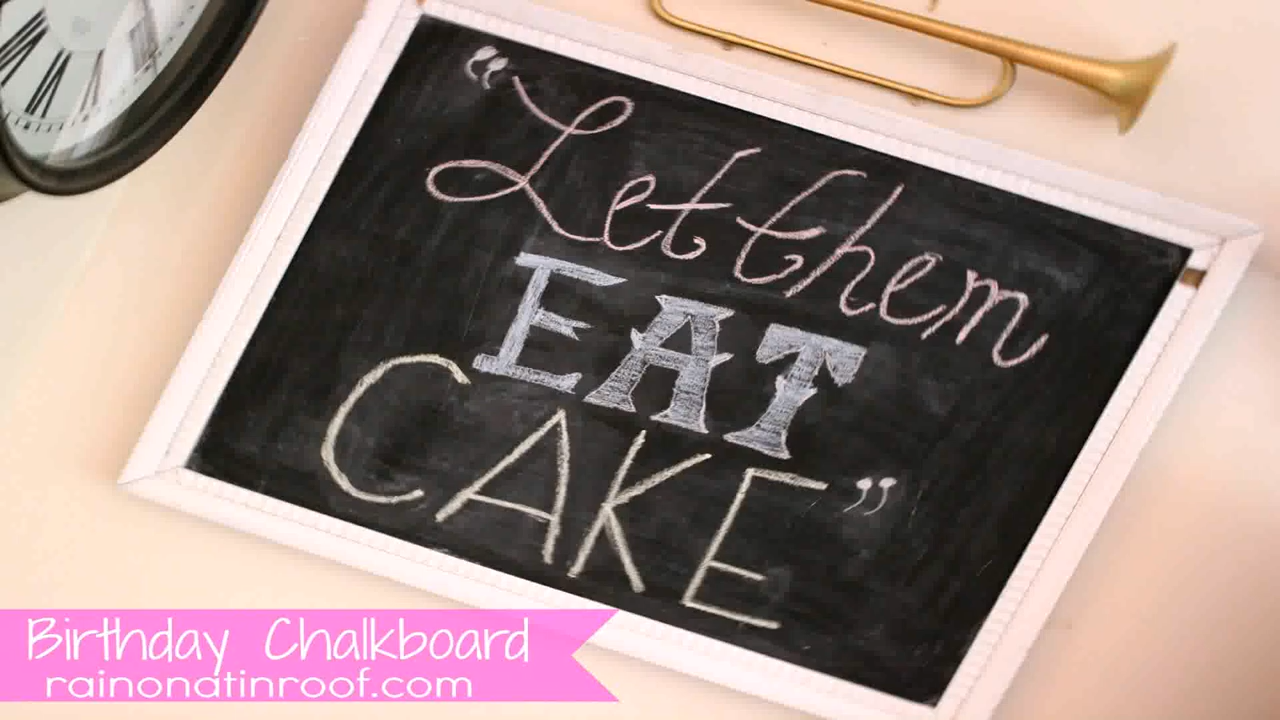 “Let them
EAT
CAKE”
Birthday Chalkboard
rainonatinroof.com